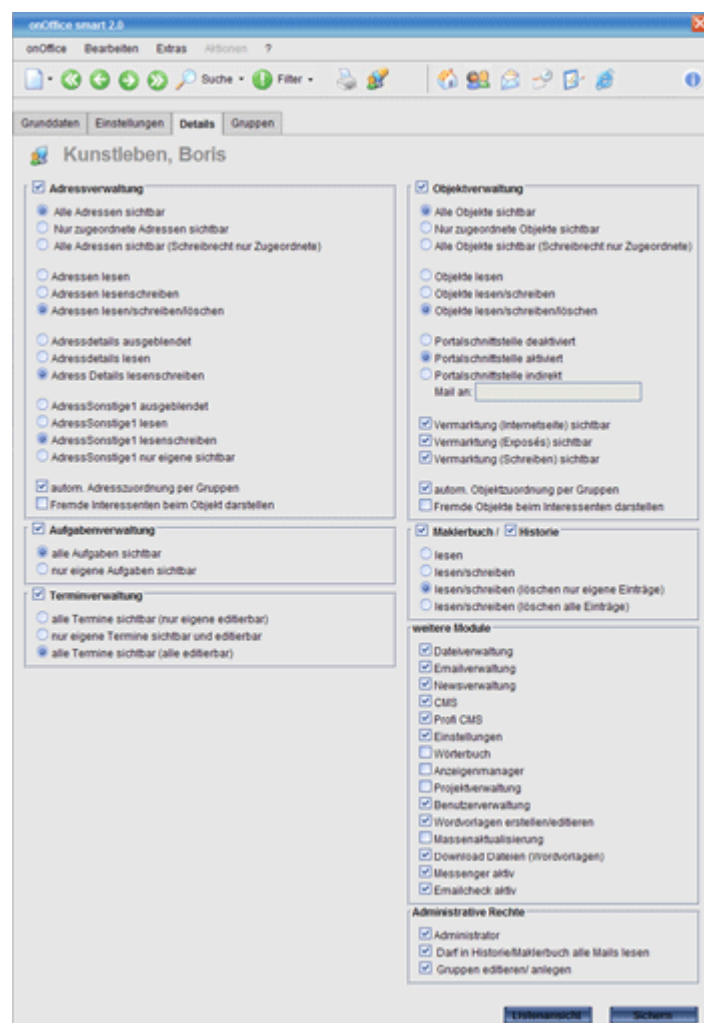 onOffice smart 2.0
onOffice Bearbeiten Extras Aktionen ?
Suche Filter
Grunddaten Einstellungen Details Gruppen
Kunstleben, Boris
Adressverwaltung
Alle Adressen sichtbar
Nur zugeordnete Adressen sichtbar
Alle Adressen sichtbar (Schreibrecht nur Zugeordnete)
Adressen lesen
Adressen lesenschreiben
Adressen lesen/schreiben/löschen
Adressdetails ausgeblendet
Adressdetails lesen
Adress Details lesenschreiben
AdressSonstige1 ausgeblendet
AdressSonstige1 lesen
AdressSonstige1 lesenschreiben
AdressSonstige1 nur eigene sichtbar
autom. Adresszuordnung per Gruppen
Fremde Interessenten beim Objekt darstellen
Aufgabenverwaltung
alle Aufgaben sichtbar
nur eigene Aufgaben sichtbar
Terminverwaltung
alle Termine sichtbar (nur eigene editierbar)
nur eigene Termine sichtbar und editierbar
alle Termine sichtbar (alle editierbar)
Objektverwaltung
Alle Objekte sichtbar
Nur zugeordnete Objekte sichtbar
Alle Objekte sichtbar (Schreibrecht nur Zugeordnete)
Objekte lesen
Objekte lesen/schreiben
Objekte lesen/schreiben/löschen
Portalschnittstelle deaktiviert
Portalschnittstelle aktiviert
Portalschnittstelle indirekt
Mail an:
Vermarktung (Internetseite) sichtbar
Vermarktung (Exposés) sichtbar
Vermarktung (Schreiben) sichtbar
autom. Objektzuordnung per Gruppen
Fremde Objekte beim Interessenten darstellen
Maklerbuch / Historie
lesen
lesen/schreiben
lesen/schreiben (löschen nur eigene Einträge)
lesen/schreiben (löschen alle Einträge)
weitere Module
Dateiverwaltung
Emailverwaltung
Newsverwaltung
CMS
Profi CMS
Einstellungen
Wörterbuch
Anzeigenmanager
Projektverwaltung
Benutzerverwaltung
Wordvorlagen erstellen/editieren
Massenaktualisierung
Download Dateien (Wordvorlagen)
Messenger aktiv
Emailcheck aktiv
Administrative Rechte
Administrator
Darf in Historie/Maklerbuch alle Mails lesen
Gruppen editieren/ anlegen
Listenansicht Sichern